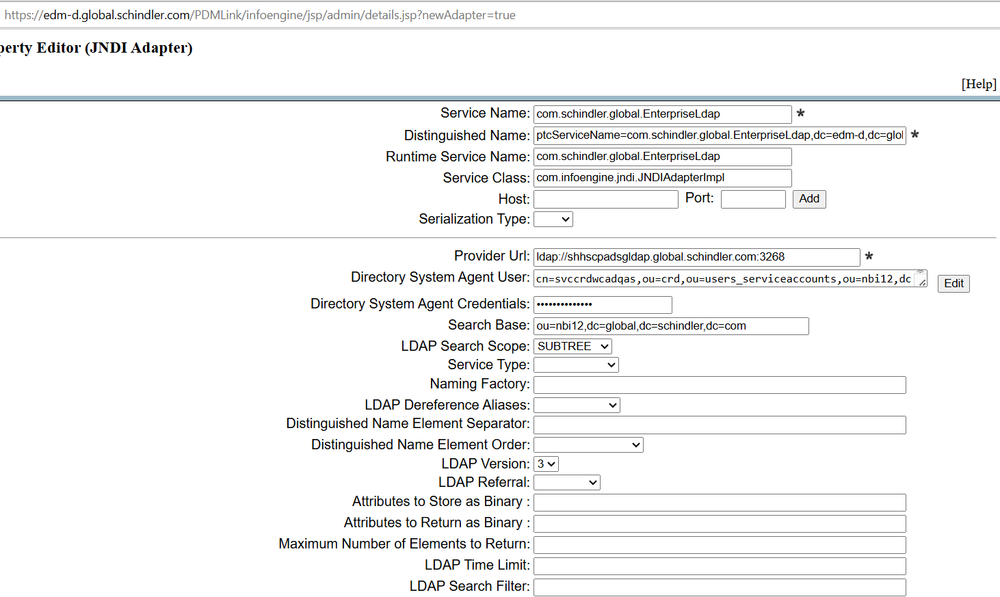 https://edm-d.global.schindler.com/PDMLink/infoengine/jsp/admin/details.jsp?newAdapter=true
perty Editor (JNDI Adapter)
[Help]
Service Name: com.schindler.global.EnterpriseLdap *
Distinguished Name: ptcServiceName=com.schindler.global.EnterpriseLdap,dc=edm-d,dc=glol *
Runtime Service Name: com.schindler.global.EnterpriseLdap
Service Class: com.infoengine.jndi.JNDIAdapterImpl
Host: Port: Add
Serialization Type:
Provider Url: ldap://shhscpadsgldap.global.schindler.com:3268 *
Directory System Agent User: cn=svccrdwcadqas,ou=crd,ou=users_serviceaccounts,ou=nbi12,dc Edit
Directory System Agent Credentials: ••••••••••••••
Search Base: ou=nbi12,dc=global,dc=schindler,dc=com
LDAP Search Scope: SUBTREE
Service Type:
Naming Factory:
LDAP Dereference Aliases:
Distinguished Name Element Separator:
Distinguished Name Element Order:
LDAP Version: 3
LDAP Referral:
Attributes to Store as Binary :
Attributes to Return as Binary :
Maximum Number of Elements to Return:
LDAP Time Limit:
LDAP Search Filter: